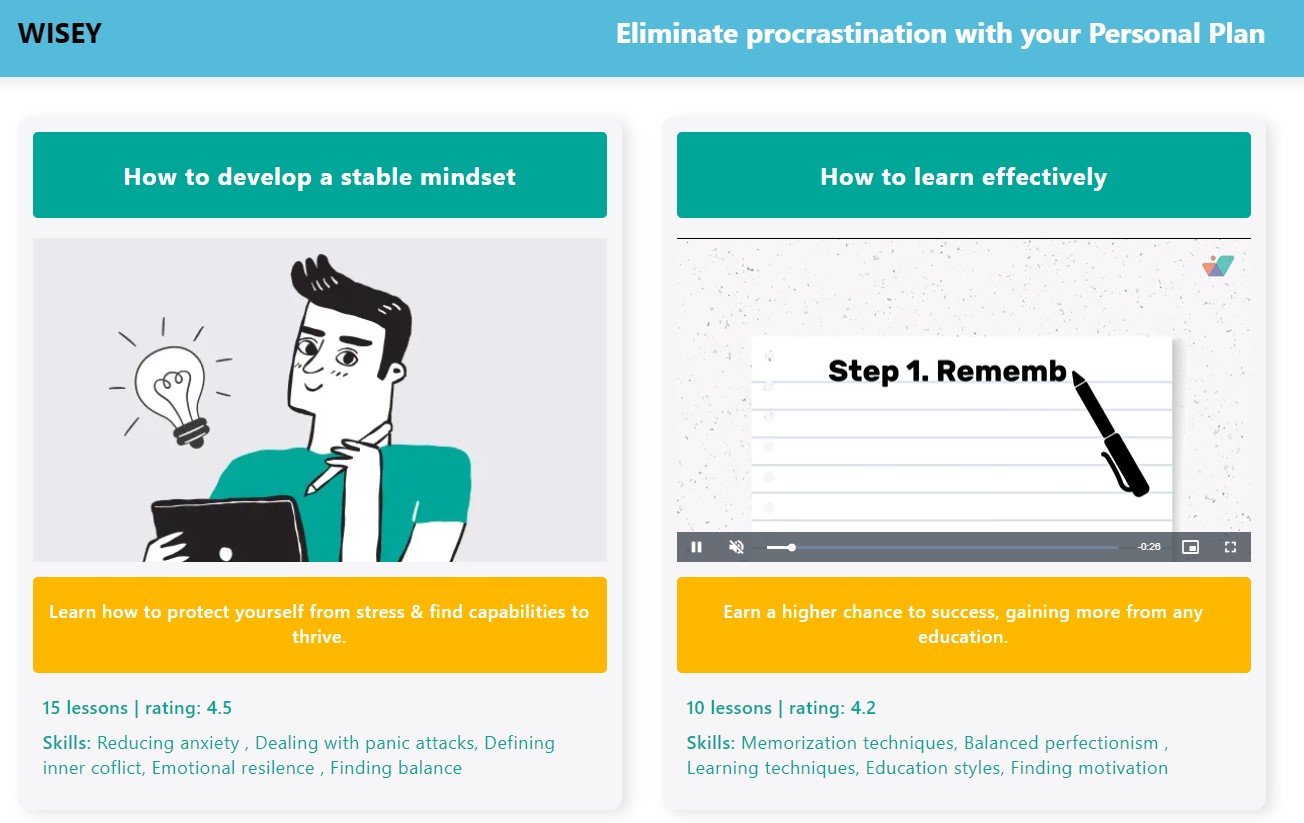 WISEY
Eliminate procrastination with your Personal Plan
How to develop a stable mindset
Learn how to protect yourself from stress & find capabilities to
thrive.
15 lessons | rating: 4.5
Skills: Reducing anxiety , Dealing with panic attacks, Defining
inner coflict, Emotional resilence , Finding balance
How to learn effectively
Step 1. Rememb
-0:26
Earn a higher chance to success, gaining more from any
education.
10 lessons | rating: 4.2
Skills: Memorization techniques, Balanced perfectionism ,
Learning techniques, Education styles, Finding motivation